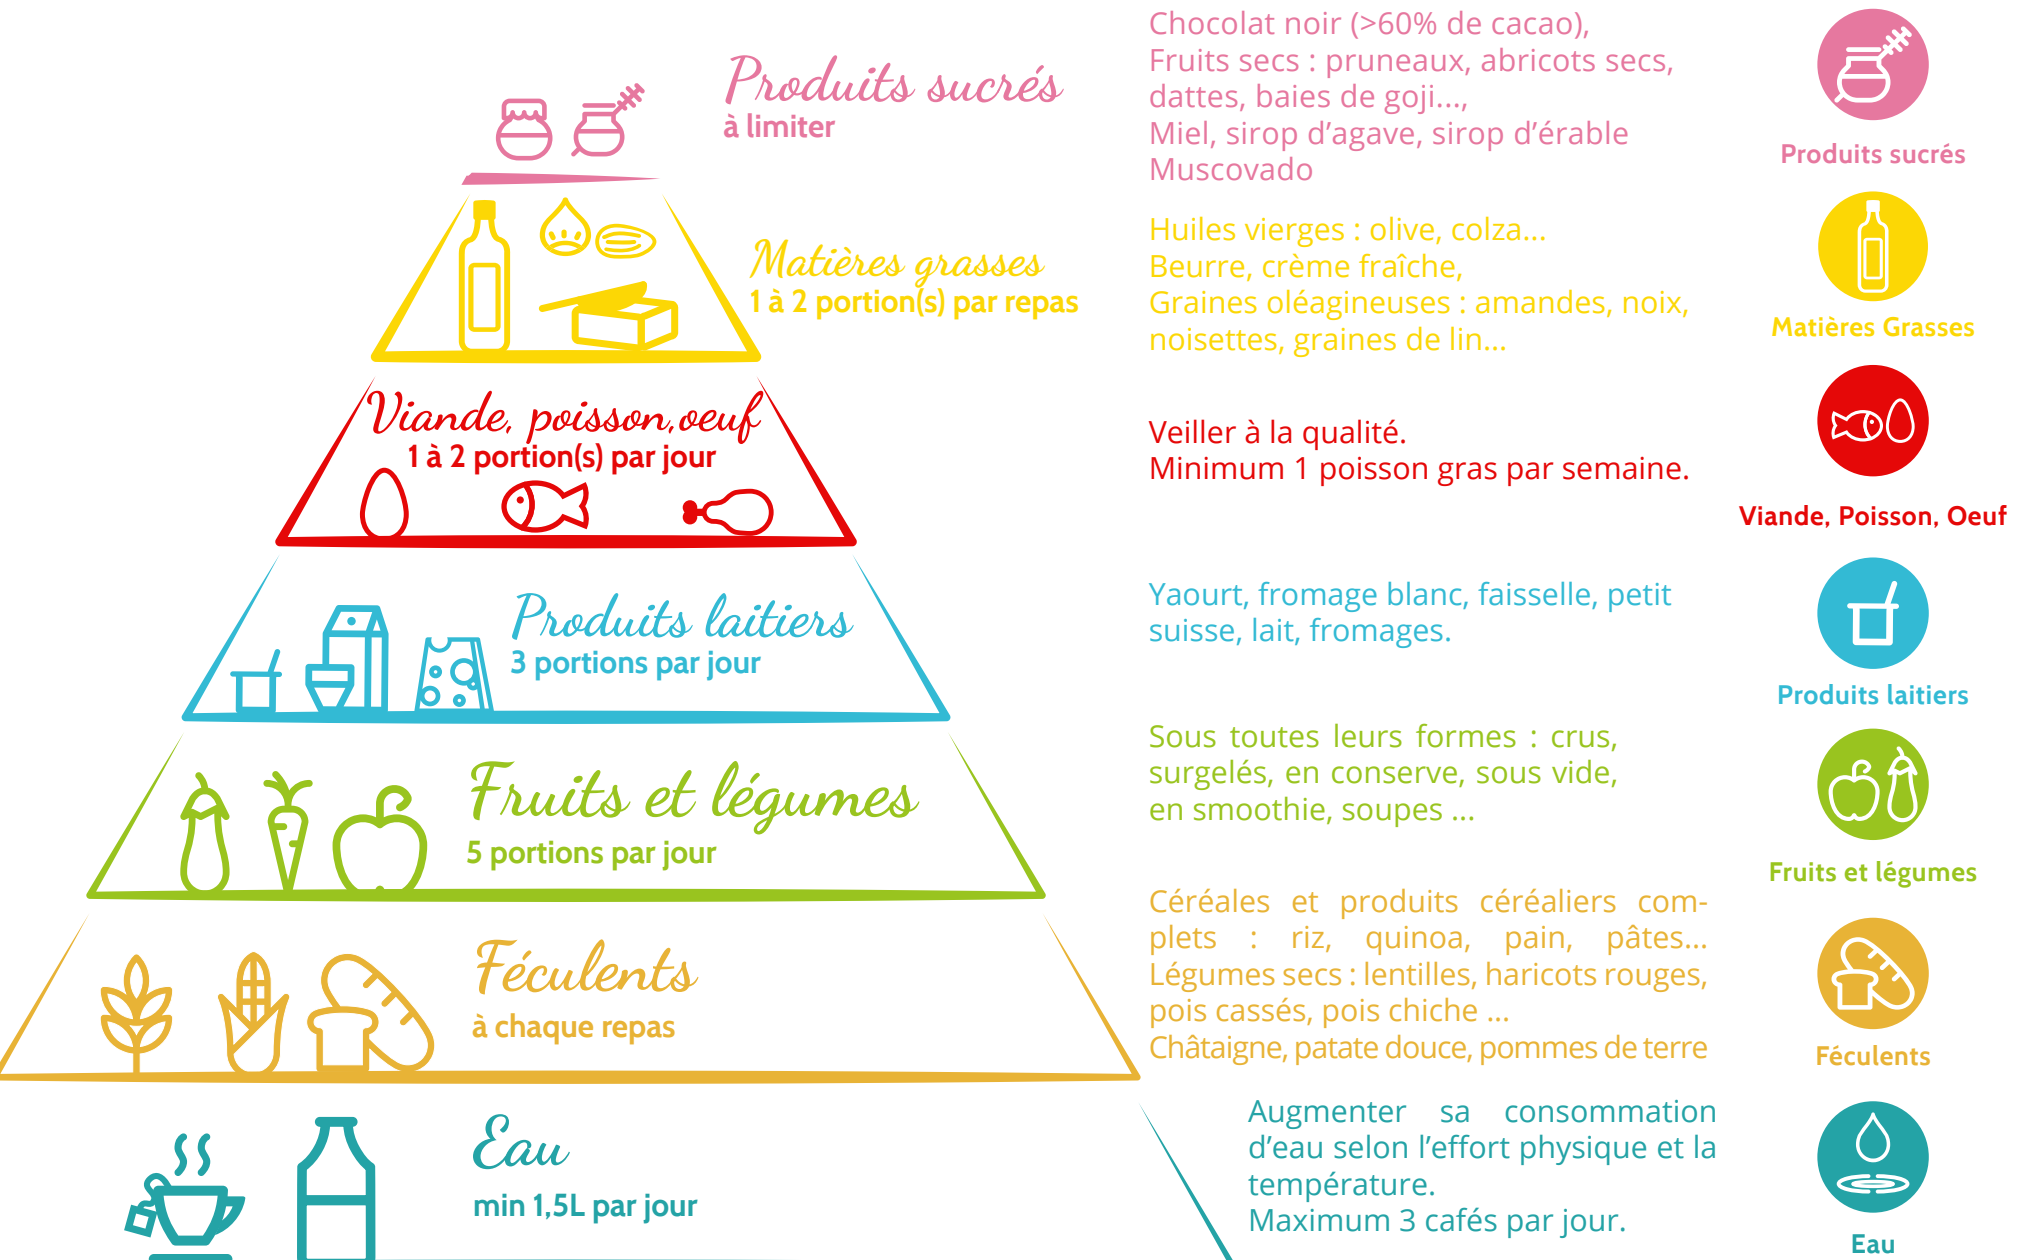 Produits sucrés
à limiter
Chocolat noir (>60% de cacao),
Fruits secs : pruneaux, abricots secs,
dattes, baies de goji...,
Miel, sirop d’agave, sirop d’érable
Muscovado
Produits sucrés
Matières grasses
1 à 2 portion(s) par repas
Huiles vierges : olive, colza...
Beurre, crème fraîche,
Graines oléagineuses : amandes, noix,
noisettes, graines de lin...
Matières Grasses
Viande, poisson,oeuf
1 à 2 portion(s) par jour
Veiller à la qualité.
Minimum 1 poisson gras par semaine.
Viande, Poisson, Oeuf
Produits laitiers
3 portions par jour
Yaourt, fromage blanc, faisselle, petit
suisse, lait, fromages.
Produits laitiers
Fruits et légumes
5 portions par jour
Sous toutes leurs formes : crus,
surgelés, en conserve, sous vide,
en smoothie, soupes ...
Fruits et légumes
Féculents
à chaque repas
Céréales et produits céréaliers com-
plets : riz, quinoa, pain, pâtes...
Légumes secs : lentilles, haricots rouges,
pois cassés, pois chiche ...
Châtaigne, patate douce, pommes de terre
Féculents
Eau
min 1,5L par jour
Augmenter sa consommation
d’eau selon l’effort physique et la
température.
Maximum 3 cafés par jour.
Eau